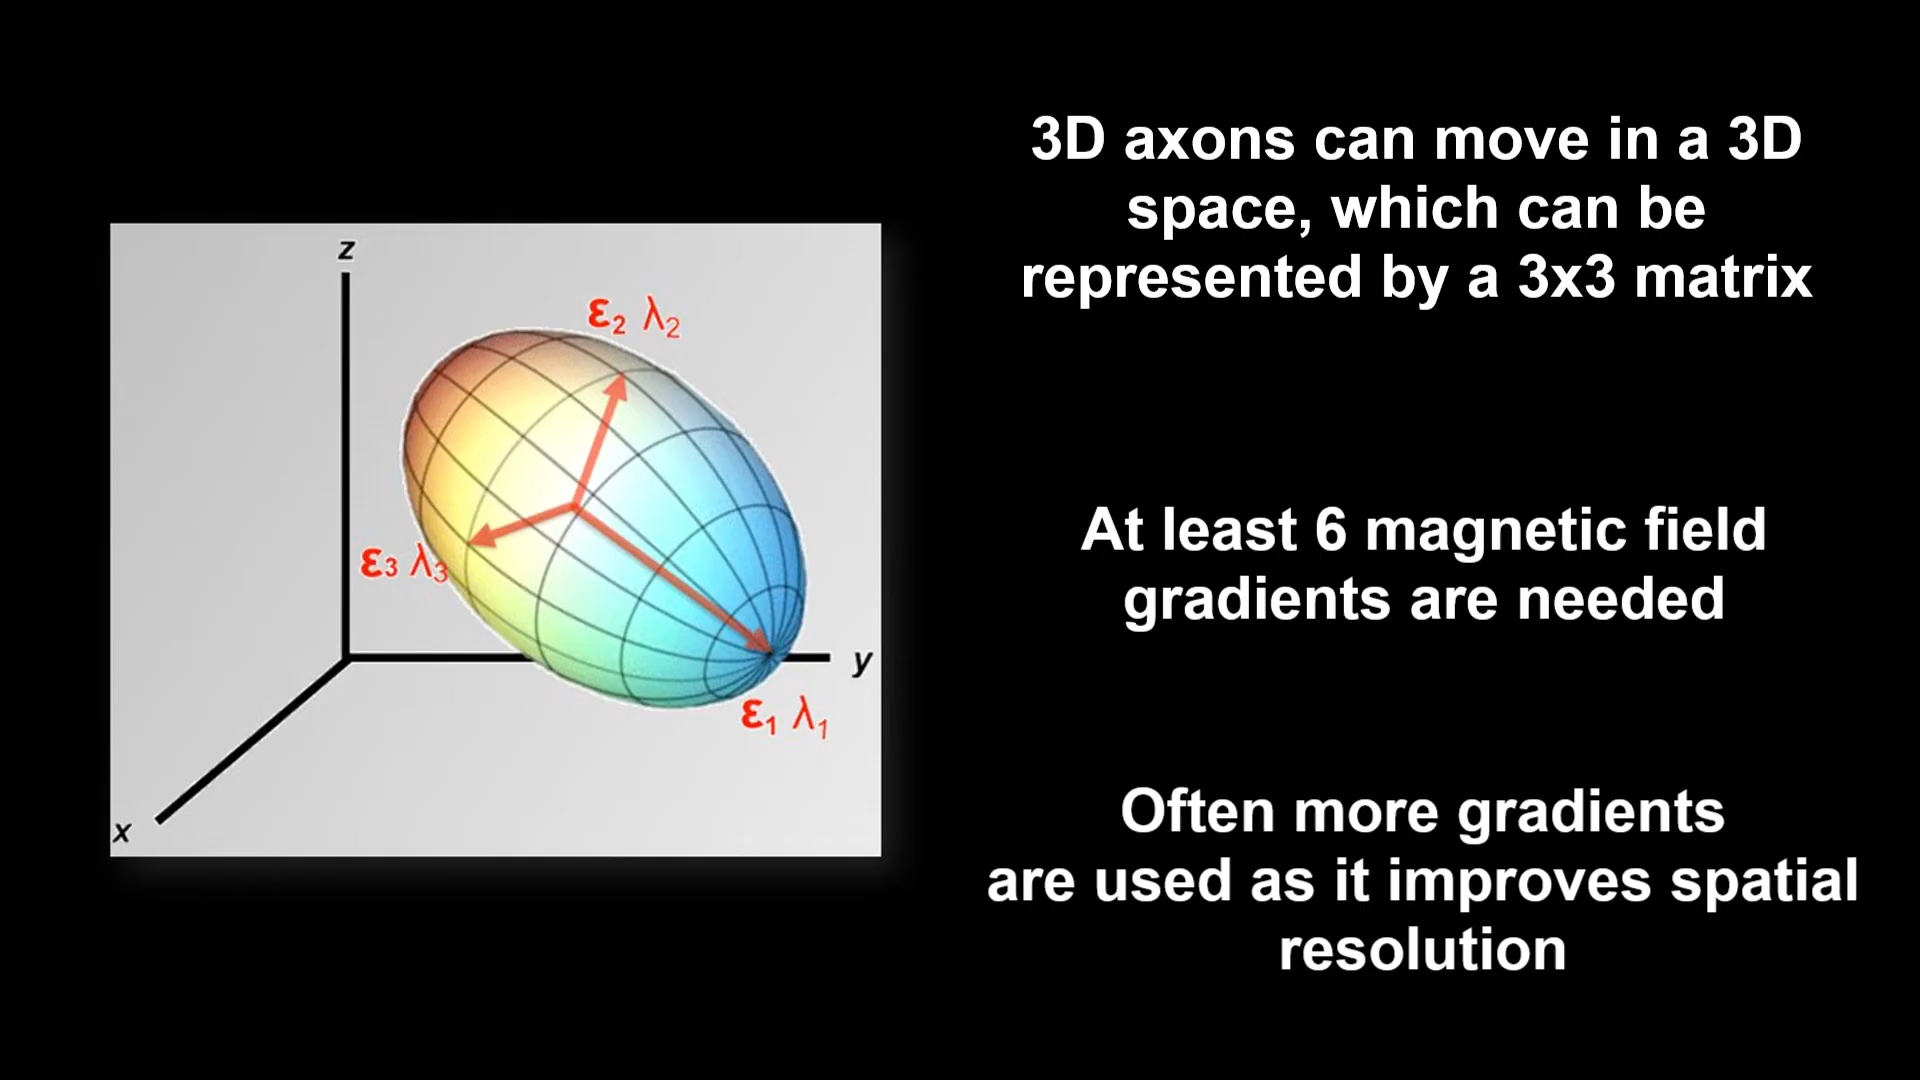 z
ε2 λ2
ε3 λ3
y
ε1 λ1
x
3D axons can move in a 3D
space, which can be
represented by a 3x3 matrix
At least 6 magnetic field
gradients are needed
Often more gradients
are used as it improves spatial
resolution